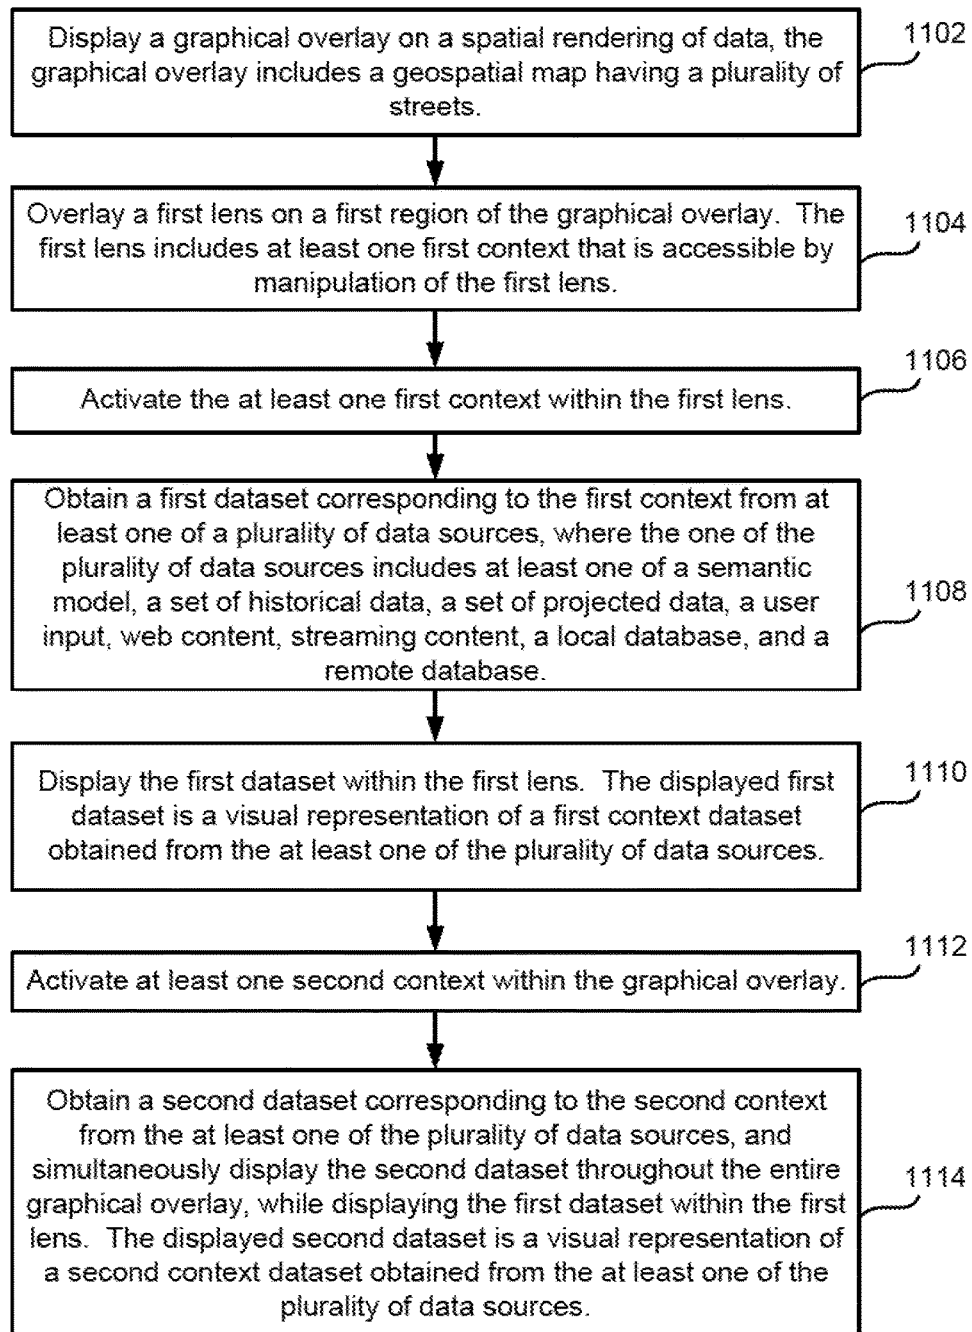 Display a graphical overlay on a spatial rendering of data, the
graphical overlay includes a geospatial map having a plurality of
streets.
1102
Overlay a first lens on a first region of the graphical overlay. The
first lens includes at least one first context that is accessible by
manipulation of the first lens.
1104
Activate the at least one first context within the first lens.
1106
Obtain a first dataset corresponding to the first context from at
least one of a plurality of data sources, where the one of the
plurality of data sources includes at least one of a semantic
model, a set of historical data, a set of projected data, a user
input, web content, streaming content, a local database, and a
remote database.
1108
Display the first dataset within the first lens. The displayed first
dataset is a visual representation of a first context dataset
obtained from the at least one of the plurality of data sources.
1110
Activate at least one second context within the graphical overlay.
1112
Obtain a second dataset corresponding to the second context
from the at least one of the plurality of data sources, and
simultaneously display the second dataset throughout the entire
graphical overlay, while displaying the first dataset within the first
lens. The displayed second dataset is a visual representation of
a second context dataset obtained from the at least one of the
plurality of data sources.
1114